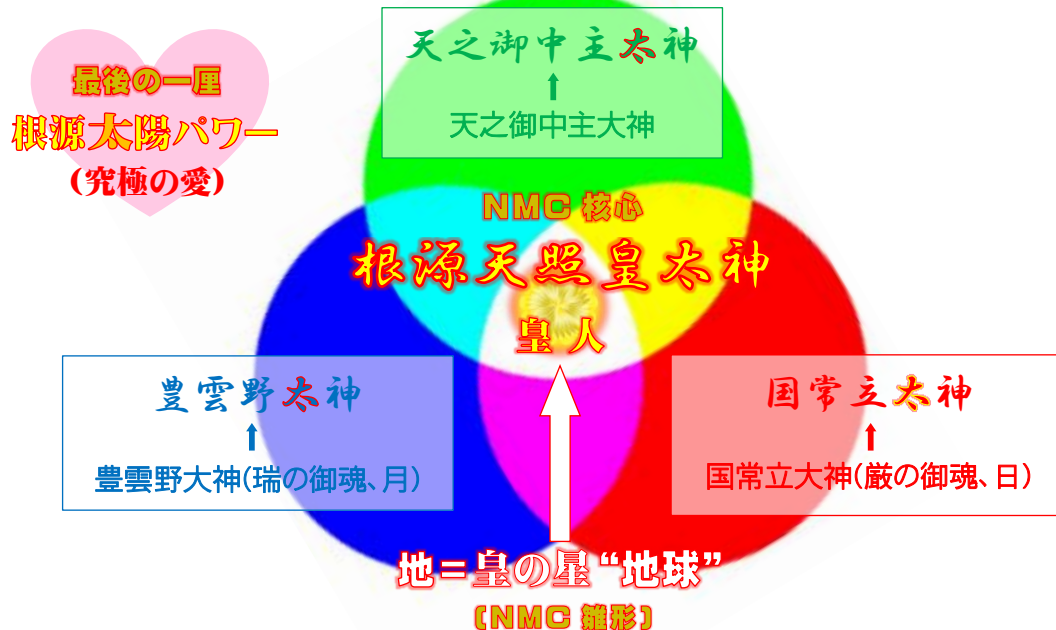 天之御中主太神
↑
天之御中主大神
最後の一厘
根源太陽パワー
(究極の愛)
NMC 核心
根源天照皇太神
皇人
豊雲野太神
↑
豊雲野大神(瑞の御魂、月)
国常立太神
↑
国常立大神(厳の御魂、日)
地=皇の星“地球”
(NMC 雛形)